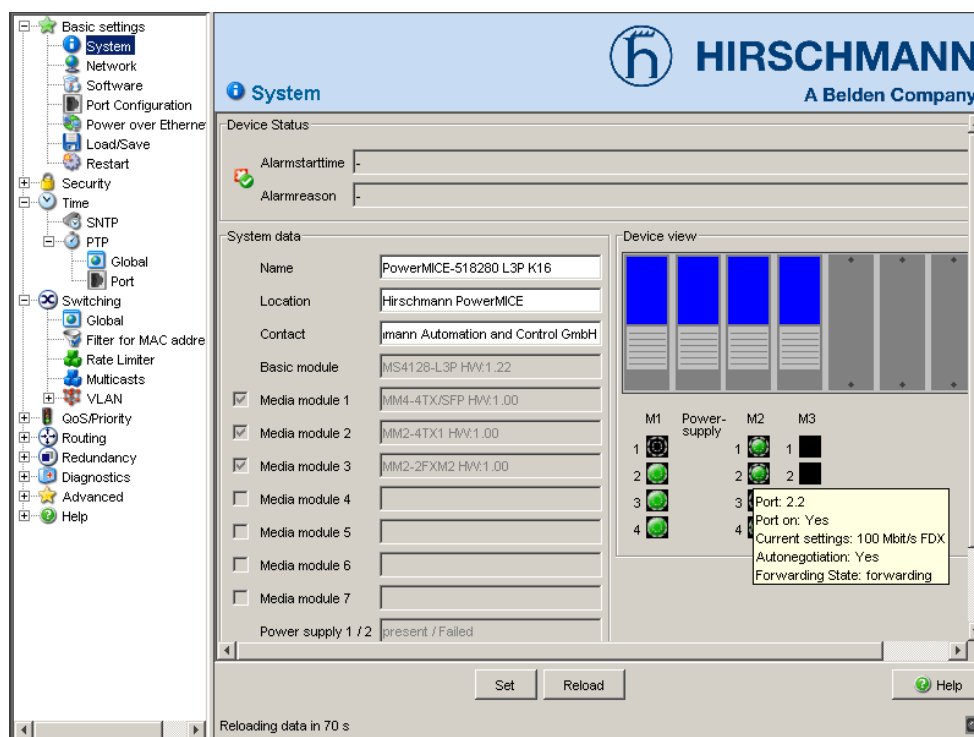 Basic settings
System
Network
Software
Port Configuration
Power over Etherne
Load/Save
Restart
Security
Time
SNTP
PTP
Global
Port
Switching
Global
Filter for MAC addre
Rate Limiter
Multicasts
VLAN
QoS/Priority
Routing
Redundancy
Diagnostics
Advanced
Help
System
HIRSCHMANN
A Belden Company
Device Status
Alarmstarttime -
Alarmreason -
System data
Name PowerMICE-518280 L3P K16
Location Hirschmann PowerMICE
Contact mann Automation and Control GmbH
Basic module MS4128-L3P HW:1.22
Media module 1 MM4-4TX/SFP HW:1.00
Media module 2 MM2-4TX1 HW:1.00
Media module 3 MM2-2FXM2 HW:1.00
Media module 4
Media module 5
Media module 6
Media module 7
Power supply 1 / 2 present / Failed
Device view
M1 Power-supply M2 M3
1 1 1
2 2 2
3 3
4 4
Port: 2.2
Port on: Yes
Current settings: 100 Mbit/s FDX
Autonegotiation: Yes
Forwarding State: forwarding
Set
Reload
Help
Reloading data in 70 s